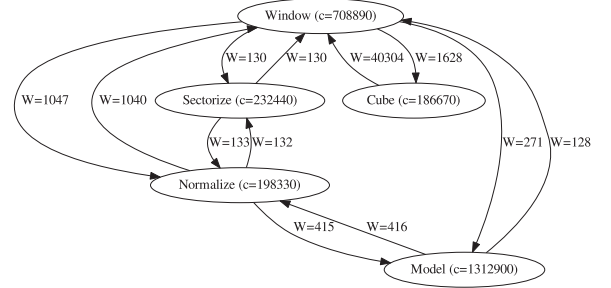 Window (c=708890)
W=130
W=130
W=40304
W=1628
W=1047
W=1040
Sectorize (c=232440)
Cube (c=186670)
W=133
W=132
W=271
W=128
Normalize (c=198330)
W=415
W=416
Model (c=1312900)